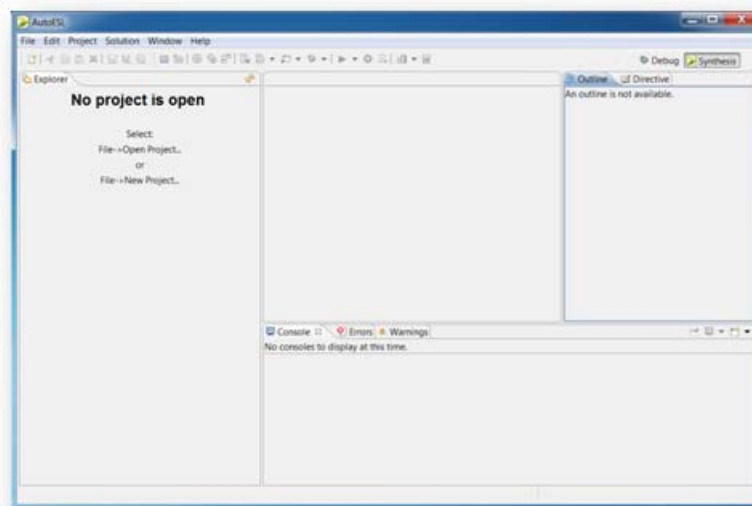 AutoESL
File Edit Project Solution Window Help
Debug Synthesis
Explorer
No project is open
Select:
File->Open Project..
or
File->New Project..
Outline Directive
An outline is not available.
Console Errors Warnings
No consoles to display at this time.